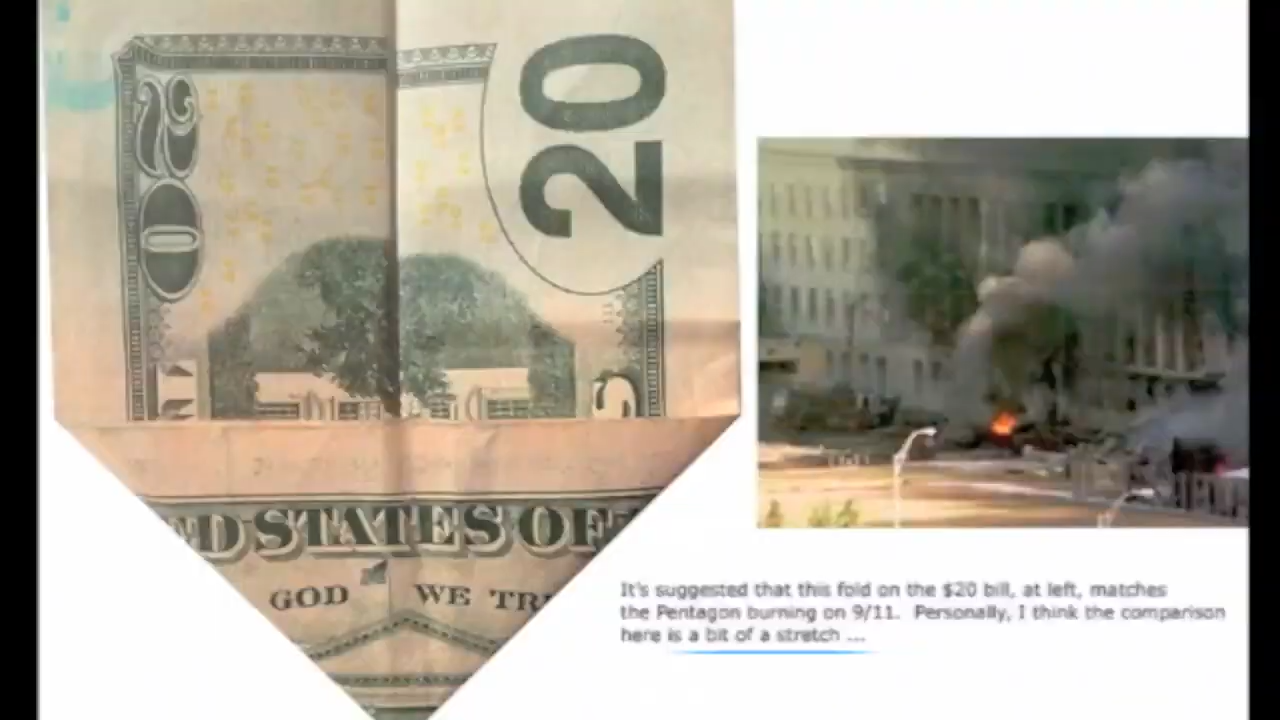 20
20
ED STATES OF
GOD WE TR
It's suggested that this fold on the $20 bill, at left, matches
the Pentagon burning on 9/11. Personally, I think the comparison
here is a bit of a stretch ...